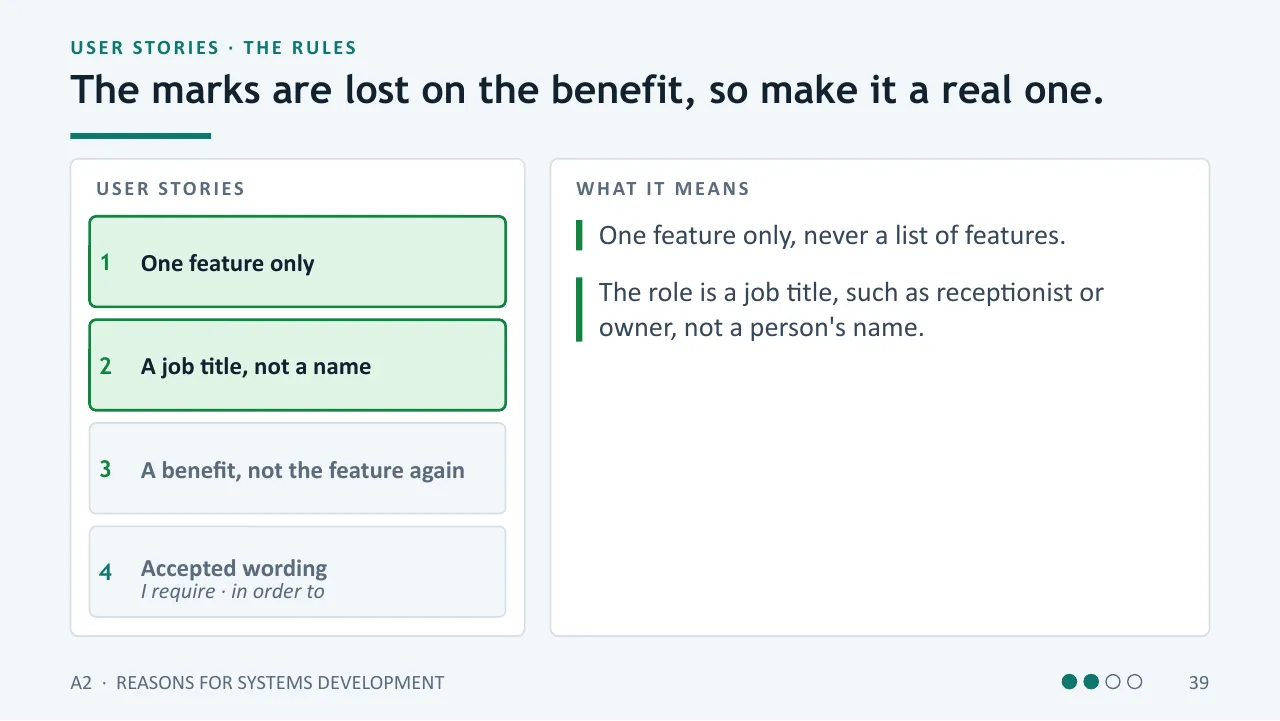 USER STORIES · THE RULES
The marks are lost on the benefit, so make it a real one.
USER STORIES
1 One feature only
2 A job title, not a name
3 A benefit, not the feature again
4 Accepted wording
I require · in order to
WHAT IT MEANS
One feature only, never a list of features.
The role is a job title, such as receptionist or
owner, not a person's name.
A2 · REASONS FOR SYSTEMS DEVELOPMENT
39